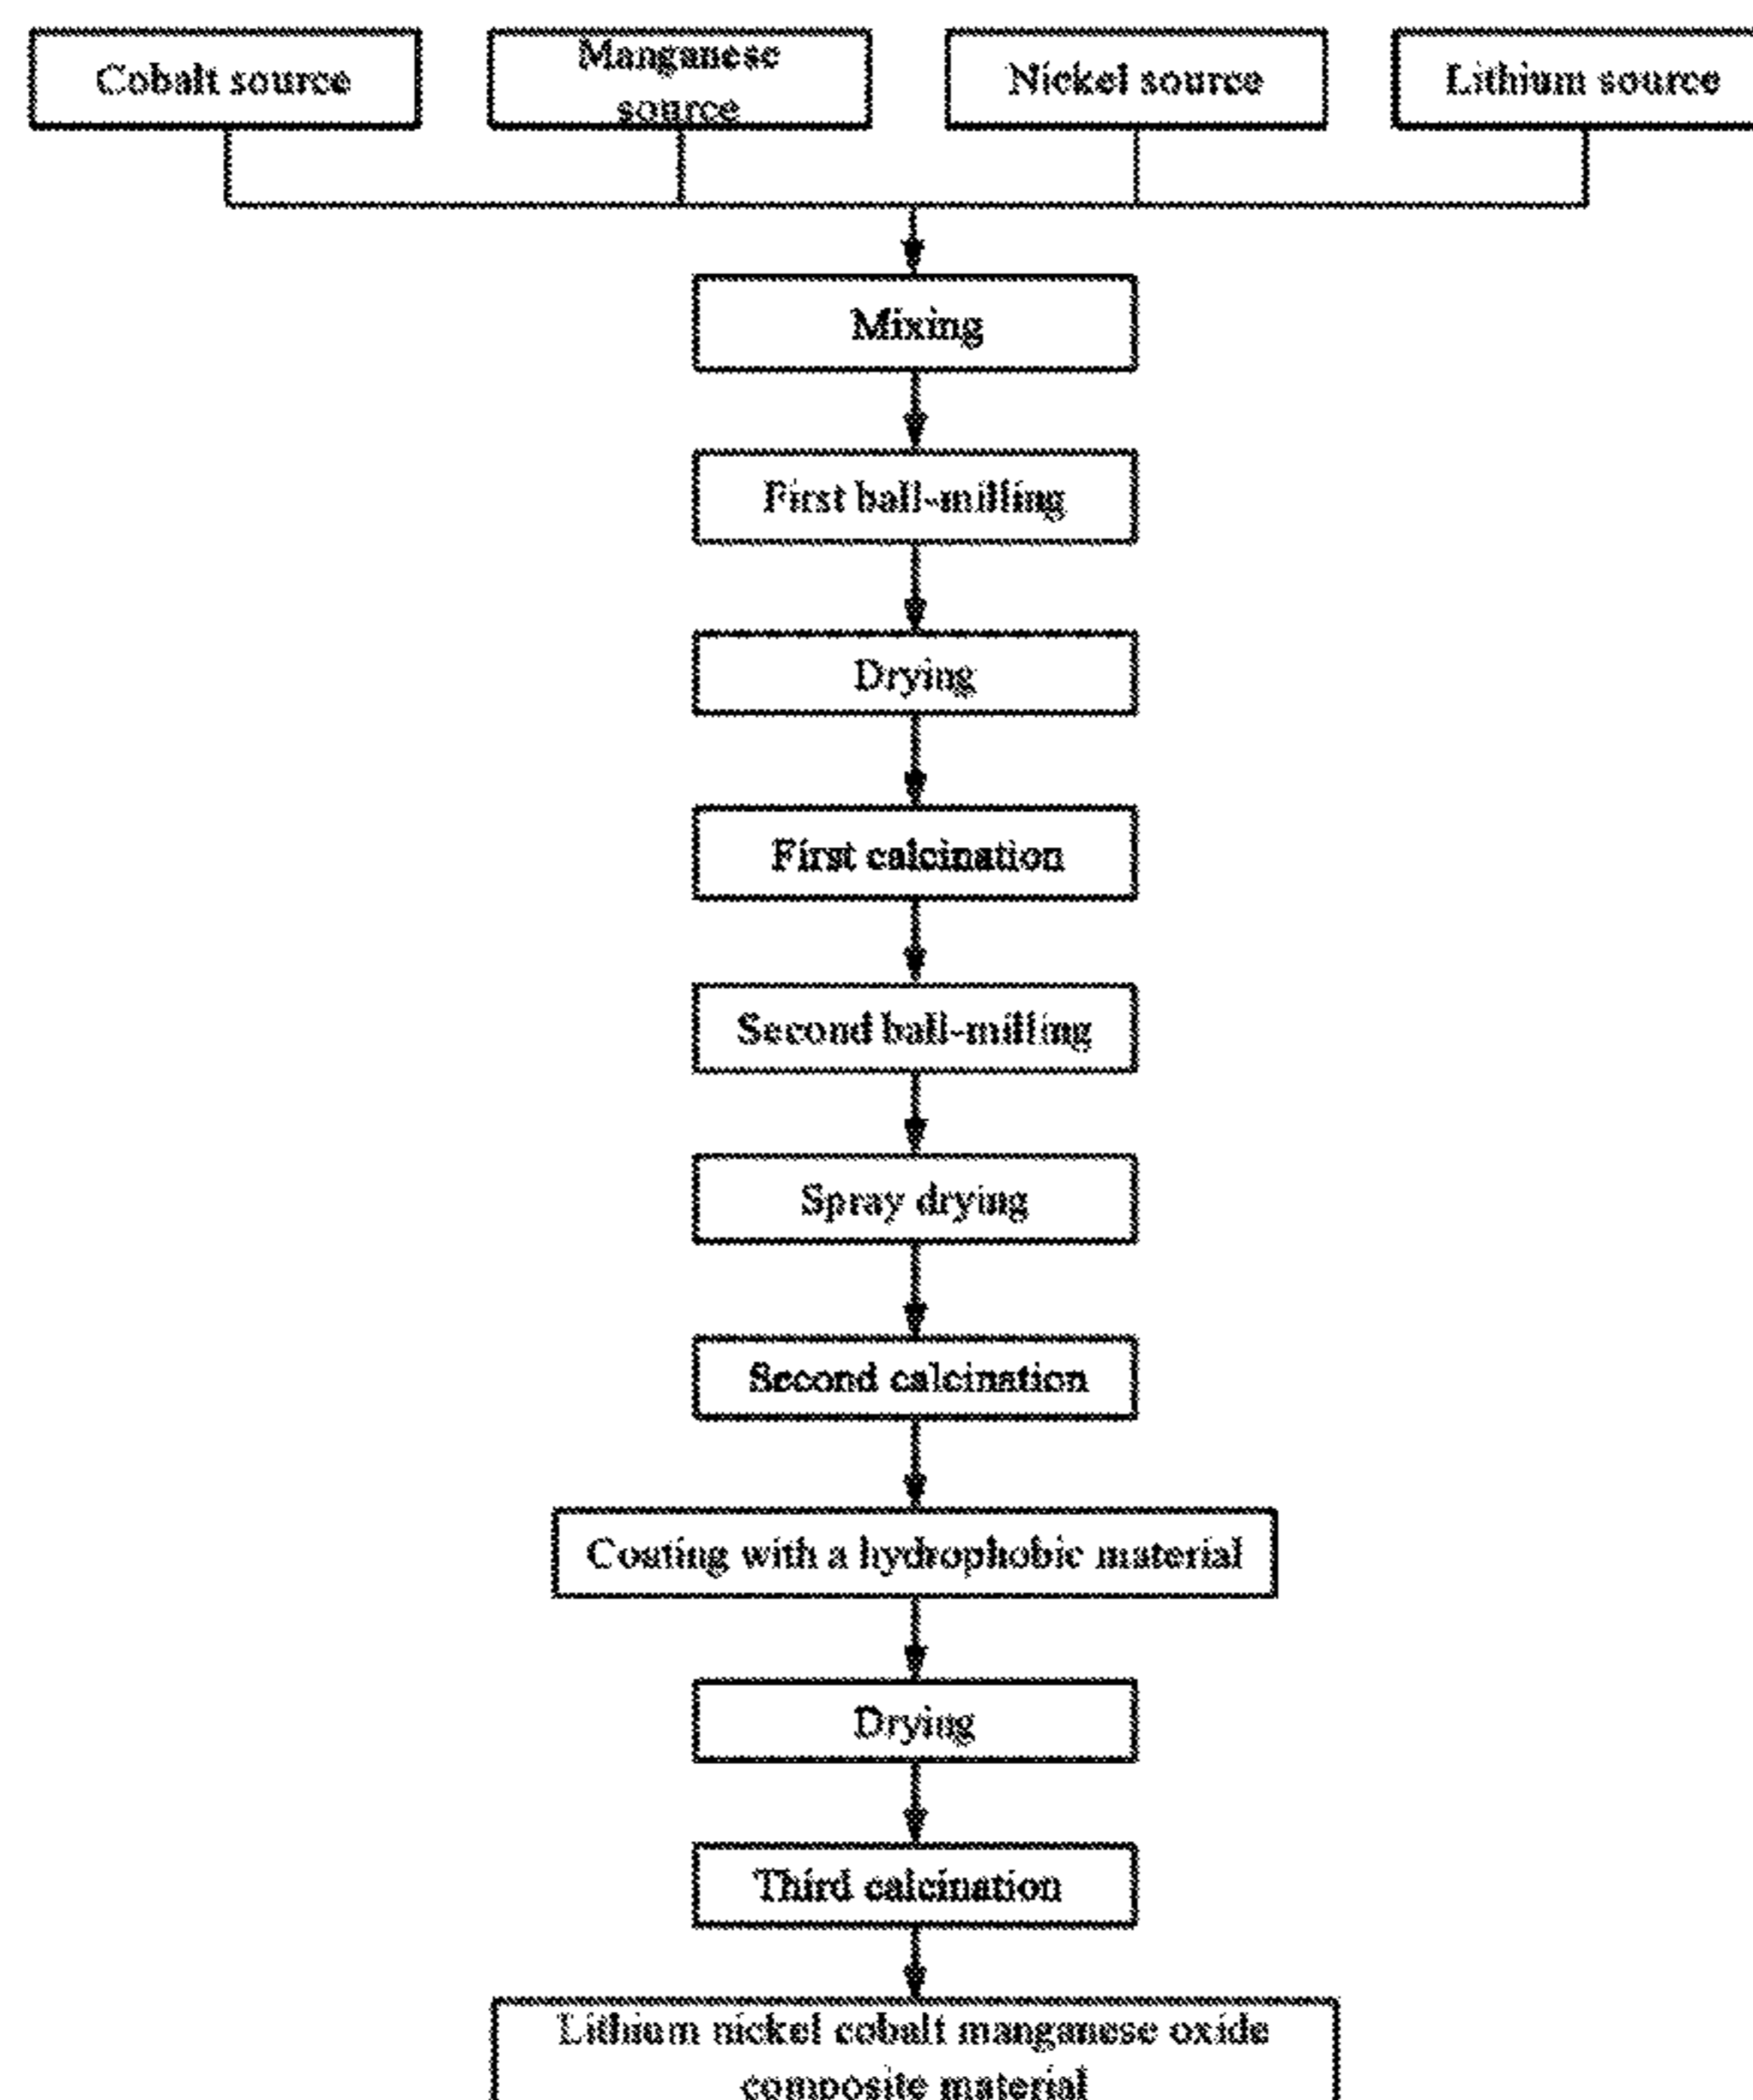 Cobalt source
Manganese
source
Nickel source
Lithium source
Mixing
First ball-milling
Drying
First calcination
Second ball-milling
Spray drying
Second calcination
Coating with a hydrophobic material
Drying
Third calcination
Lithium nickel cobalt manganese oxide
composite material